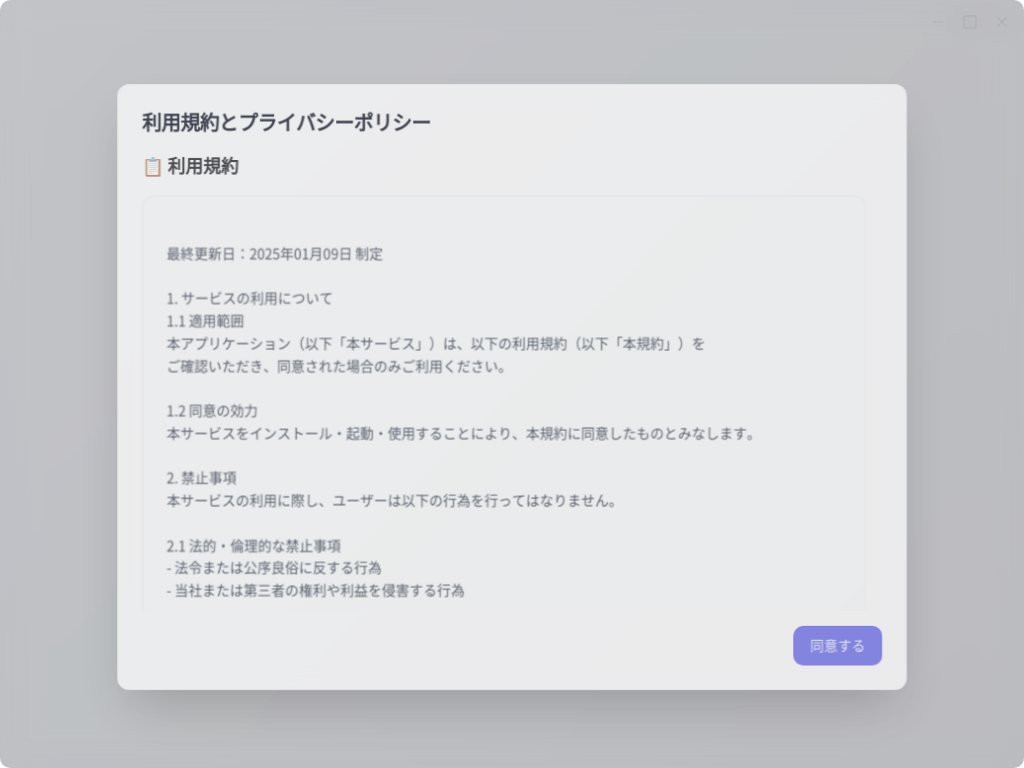 利用規約とプライバシーポリシー
📋 利用規約
最終更新日：2025年01月09日 制定
1. サービスの利用について
1.1 適用範囲
本アプリケーション（以下「本サービス」）は、以下の利用規約（以下「本規約」）を
ご確認いただき、同意された場合のみご利用ください。
1.2 同意の効力
本サービスをインストール・起動・使用することにより、本規約に同意したものとみなします。
2. 禁止事項
本サービスの利用に際し、ユーザーは以下の行為を行ってはなりません。
2.1 法的・倫理的な禁止事項
- 法令または公序良俗に反する行為
- 当社または第三者の権利や利益を侵害する行為
同意する